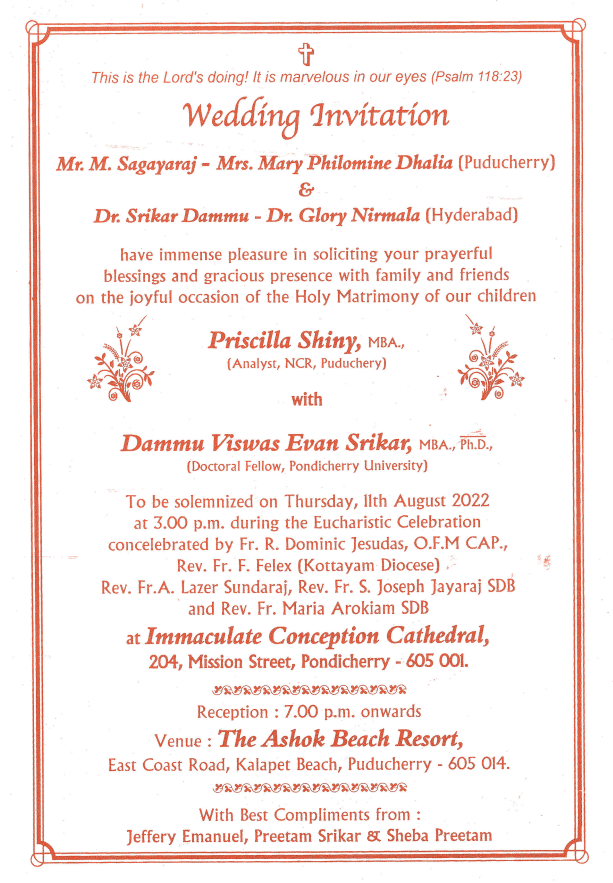 This is the Lord's doing! It is marvelous in our eyes (Psalm 118:23)
Wedding Invitation
Mr. M. Sagayaraj - Mrs. Mary Philomine Dhalia (Puducherry)
&
Dr. Srikar Dammu - Dr. Glory Nirmala (Hyderabad)
have immense pleasure in soliciting your prayerful
blessings and gracious presence with family and friends
on the joyful occasion of the Holy Matrimony of our children
Priscilla Shiny, MBA.,
(Analyst, NCR, Puduchery)
with
Dammu Viswas Evan Srikar, MBA., Ph.D.,
(Doctoral Fellow, Pondicherry University)
To be solemnized on Thursday, 11th August 2022
at 3.00 p.m. during the Eucharistic Celebration
concelebrated by Fr. R. Dominic Jesudas, O.F.M CAP.,
Rev. Fr. F. Felex (Kottayam Diocese)
Rev. Fr.A. Lazer Sundaraj, Rev. Fr. S. Joseph Jayaraj SDB
and Rev. Fr. Maria Arokiam SDB
at Immaculate Conception Cathedral,
204, Mission Street, Pondicherry - 605 001.
Reception : 7.00 p.m. onwards
Venue : The Ashok Beach Resort,
East Coast Road, Kalapet Beach, Puducherry - 605 014.
With Best Compliments from :
Jeffery Emanuel, Preetam Srikar & Sheba Preetam